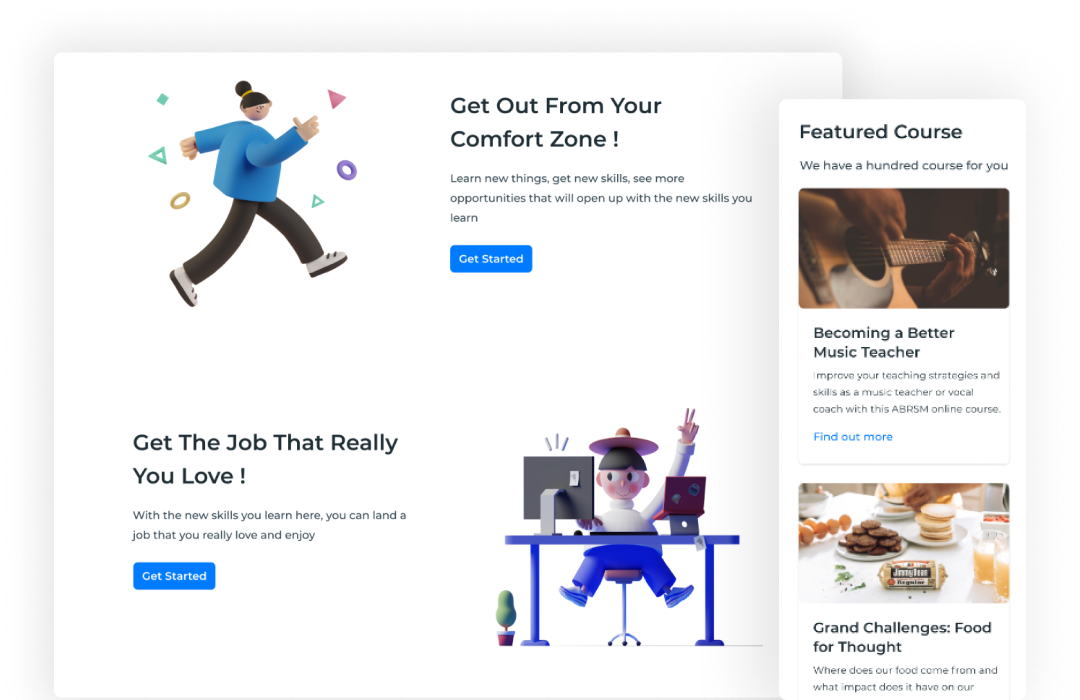 Get Out From Your
Comfort Zone !
Learn new things, get new skills, see more
opportunities that will open up with the new skills you
learn
Get Started
Get The Job That Really
You Love !
With the new skills you learn here, you can land a
job that you really love and enjoy
Get Started
Featured Course
We have a hundred course for you
Becoming a Better
Music Teacher
Improve your teaching strategies and
skills as a music teacher or vocal
coach with this ABRSM online course.
Find out more
Jimmy Dean
Regular
Grand Challenges: Food
for Thought
Where does our food come from and
what impact does it have on our